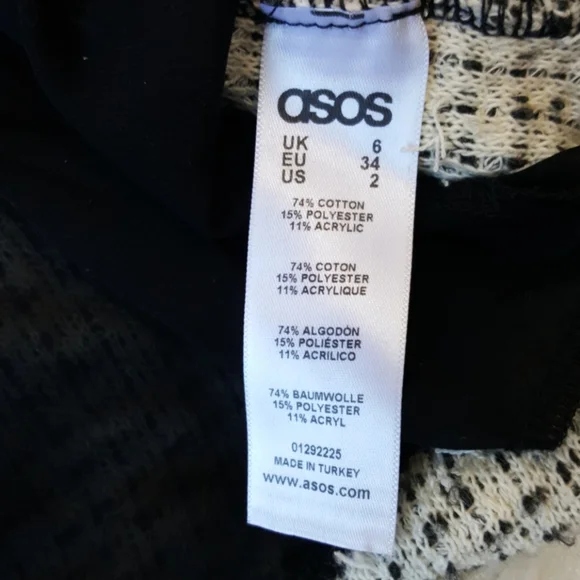 asos
UK 6
EU 34
US 2
74% COTTON
15% POLYESTER
11% ACRYLIC
74% COTON
15% POLYESTER
11% ACRYLIQUE
74% ALGODÓN
15% POLIÉSTER
11% ACRILICO
74% BAUMWOLLE
15% POLYESTER
11% ACRYL
01292225
MADE IN TURKEY
www.asos.com